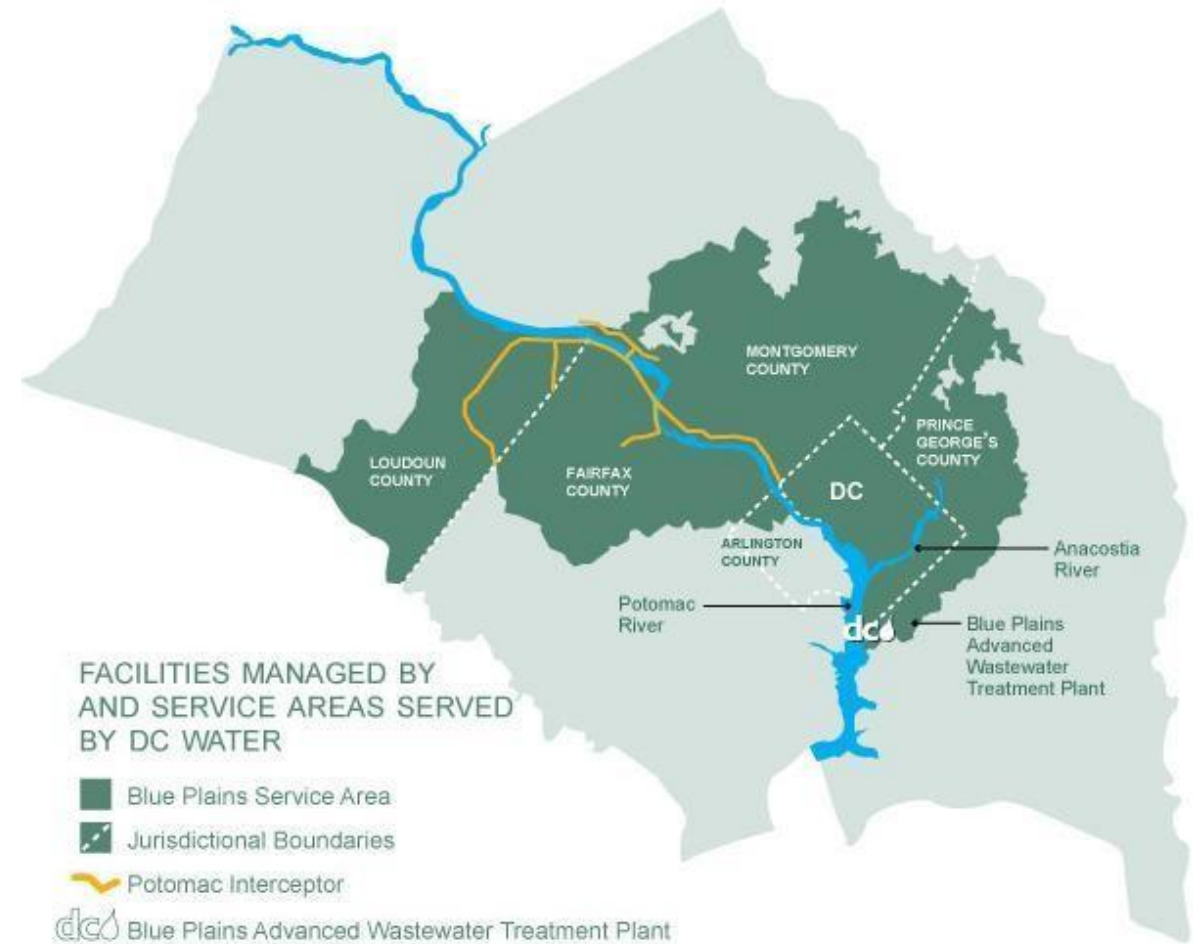 MONTGOMERY
COUNTY
PRINCE
GEORGE'S
COUNTY
LOUDOUN
COUNTY
FAIRFAX
COUNTY
DC
ARLINGTON
COUNTY
Anacostia
River
Potomac
River
dc
Blue Plains
Advanced
Wastewater
Treatment Plant
FACILITIES MANAGED BY
AND SERVICE AREAS SERVED
BY DC WATER
Blue Plains Service Area
Jurisdictional Boundaries
Potomac Interceptor
dc Blue Plains Advanced Wastewater Treatment Plant